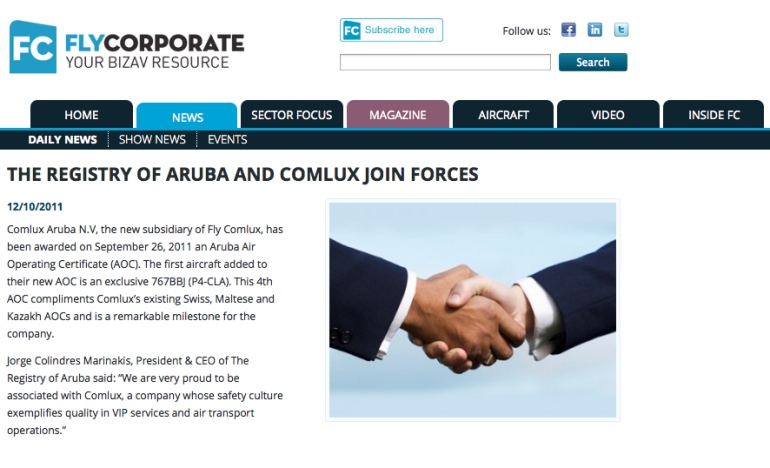 FC FLYCORPORATE
YOUR BIZAV RESOURCE
FC Subscribe here
Follow us:
Search
HOME NEWS SECTOR FOCUS MAGAZINE AIRCRAFT VIDEO INSIDE FC
DAILY NEWS SHOW NEWS EVENTS
THE REGISTRY OF ARUBA AND COMLUX JOIN FORCES
12/10/2011
Comlux Aruba N.V, the new subsidiary of Fly Comlux, has
been awarded on September 26, 2011 an Aruba Air
Operating Certificate (AOC). The first aircraft added to
their new AOC is an exclusive 767BBJ (P4-CLA). This 4th
AOC compliments Comlux's existing Swiss, Maltese and
Kazakh AOCs and is a remarkable milestone for the
company.
Jorge Colindres Marinakis, President & CEO of The
Registry of Aruba said: "We are very proud to be
associated with Comlux, a company whose safety culture
exemplifies quality in VIP services and air transport
operations."